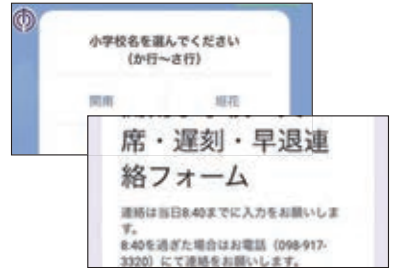 小学校名を選んでください
(か行~さ行)
開南
垣花
席・遅刻・早退連
絡フォーム
連絡は当日8:40までに入力をお願いしま
す。
8:40を過ぎた場合はお電話(098-917-
3320)にて連絡をお願いします。